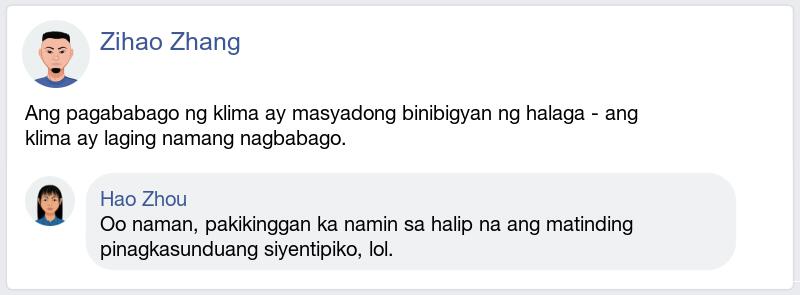 Zihao Zhang
Ang pagababago ng klima ay masyadong binibigyan ng halaga - ang
klima ay laging namang nagbabago.
Hao Zhou
Oo naman, pakikinggan ka namin sa halip na ang matinding
pinagkasunduang siyentipiko, lol.